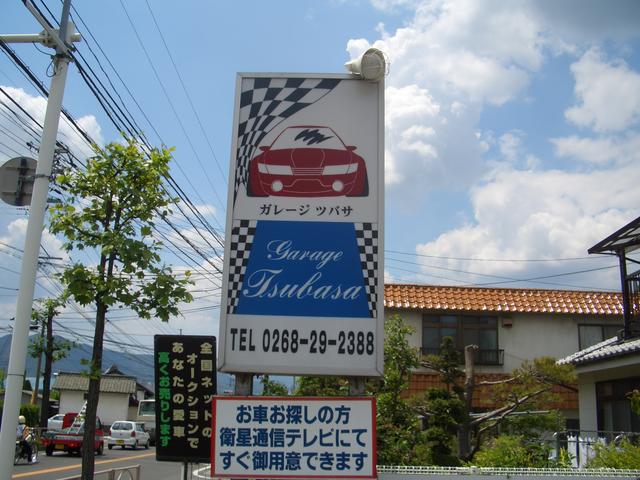 ガレージ ツバサ
Garage
Tsubasa
TEL 0268-29-2388
お車お探しの方
衛星通信テレビにて
すぐ御用意できます
全国ネットの
オークションで
あなたの愛車
高くお売りします